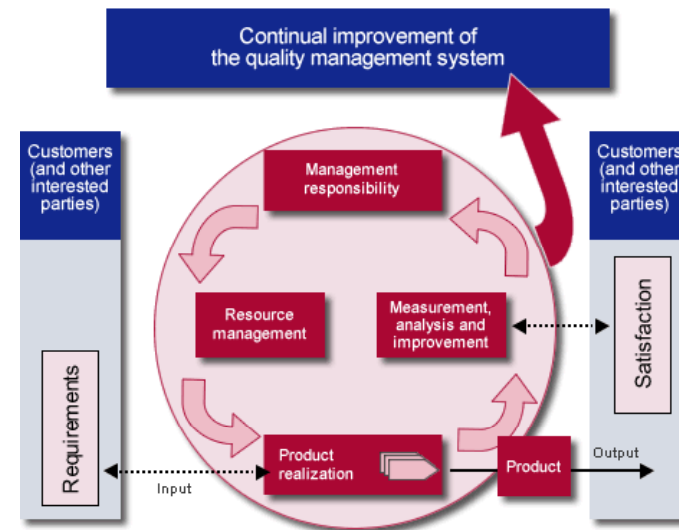 Continual improvement of
the quality management system
Customers
(and other
interested
parties)
Customers
(and other
interested
parties)
Management
responsibility
Resource
management
Measurement,
analysis and
improvement
Satisfaction
Requirements
Product
realization
Product
Input
Output